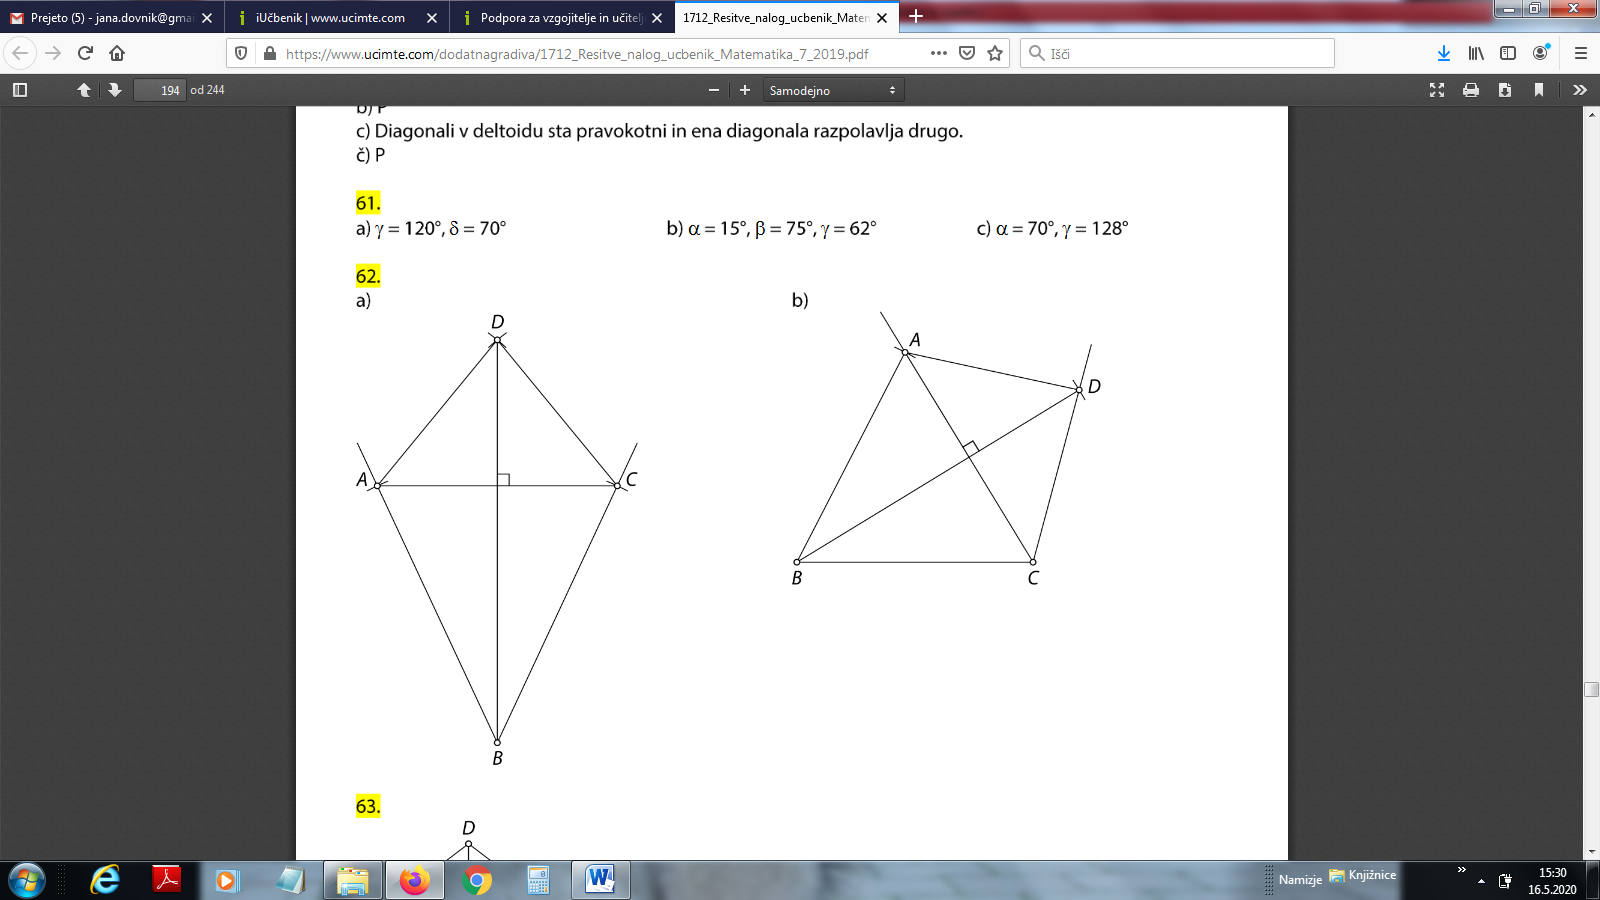 Prejeto (5) - jana.dovnik@gmai
iUčbenik | www.ucimte.com
Podpora za vzgojitelje in učitelj
1712_Resitve_nalog_ucbenik_Matem
https://www.ucimte.com/dodatnagradiva/1712_Resitve_nalog_ucbenik_Matematika_7_2019.pdf
Išči
194 od 244
Samodejno
b) P
c) Diagonali v deltoidu sta pravokotni in ena diagonala razpolavlja drugo.
č) P
61.
a) γ = 120°, δ = 70°
b) α = 15°, β = 75°, γ = 62°
c) α = 70°, γ = 128°
62.
a)
b)
D
A
C
B
A
D
B
C
63.
D
Namizje
Knjižnice
15:30
16.5.2020